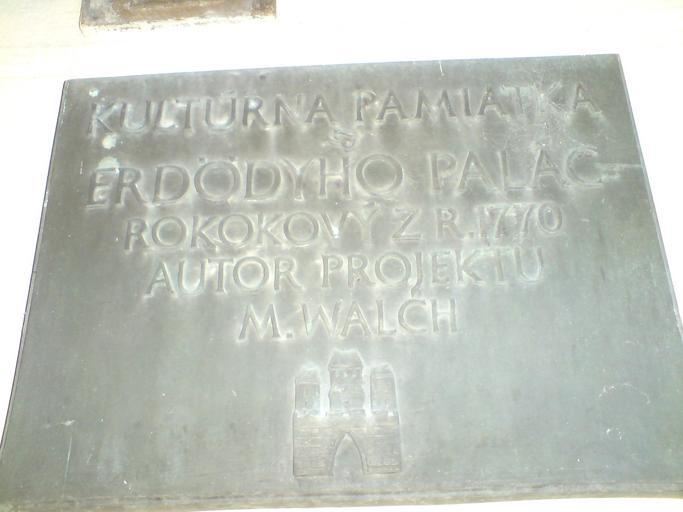 KULTÚRNA PAMIATKA
ERDÖDYHO PALÁC
ROKOKOVÝ Z R.1770
AUTOR PROJEKTU
M.WALCH